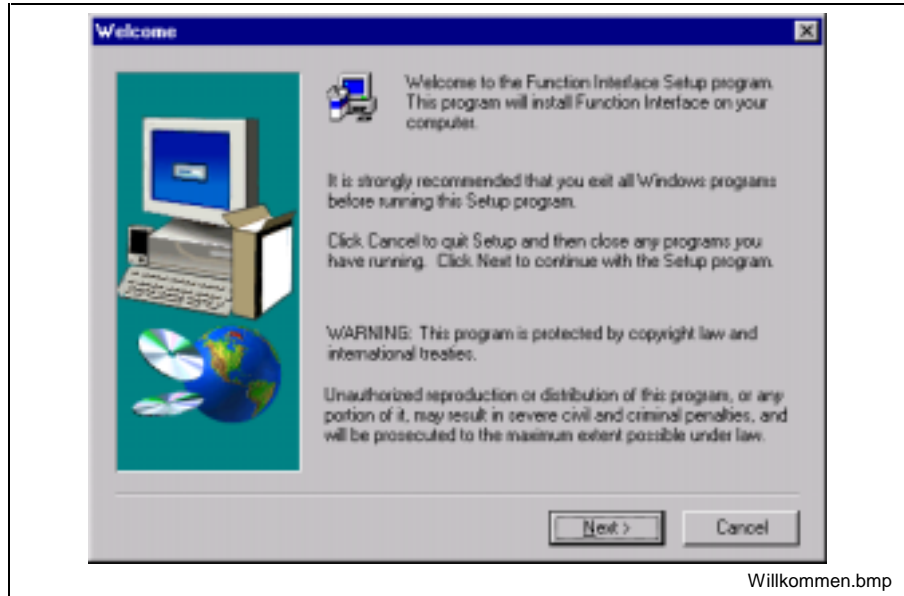 Welcome
Welcome to the Function Interface Setup program.
This program will install Function Interface on your
computer.
It is strongly recommended that you exit all Windows programs
before running this Setup program.
Click Cancel to quit Setup and then close any programs you
have running. Click Next to continue with the Setup program.
WARNING: This program is protected by copyright law and
international treaties.
Unauthorized reproduction or distribution of this program, or any
portion of it, may result in severe civil and criminal penalties, and
will be prosecuted to the maximum extent possible under law.
Next >
Cancel
Willkommen.bmp